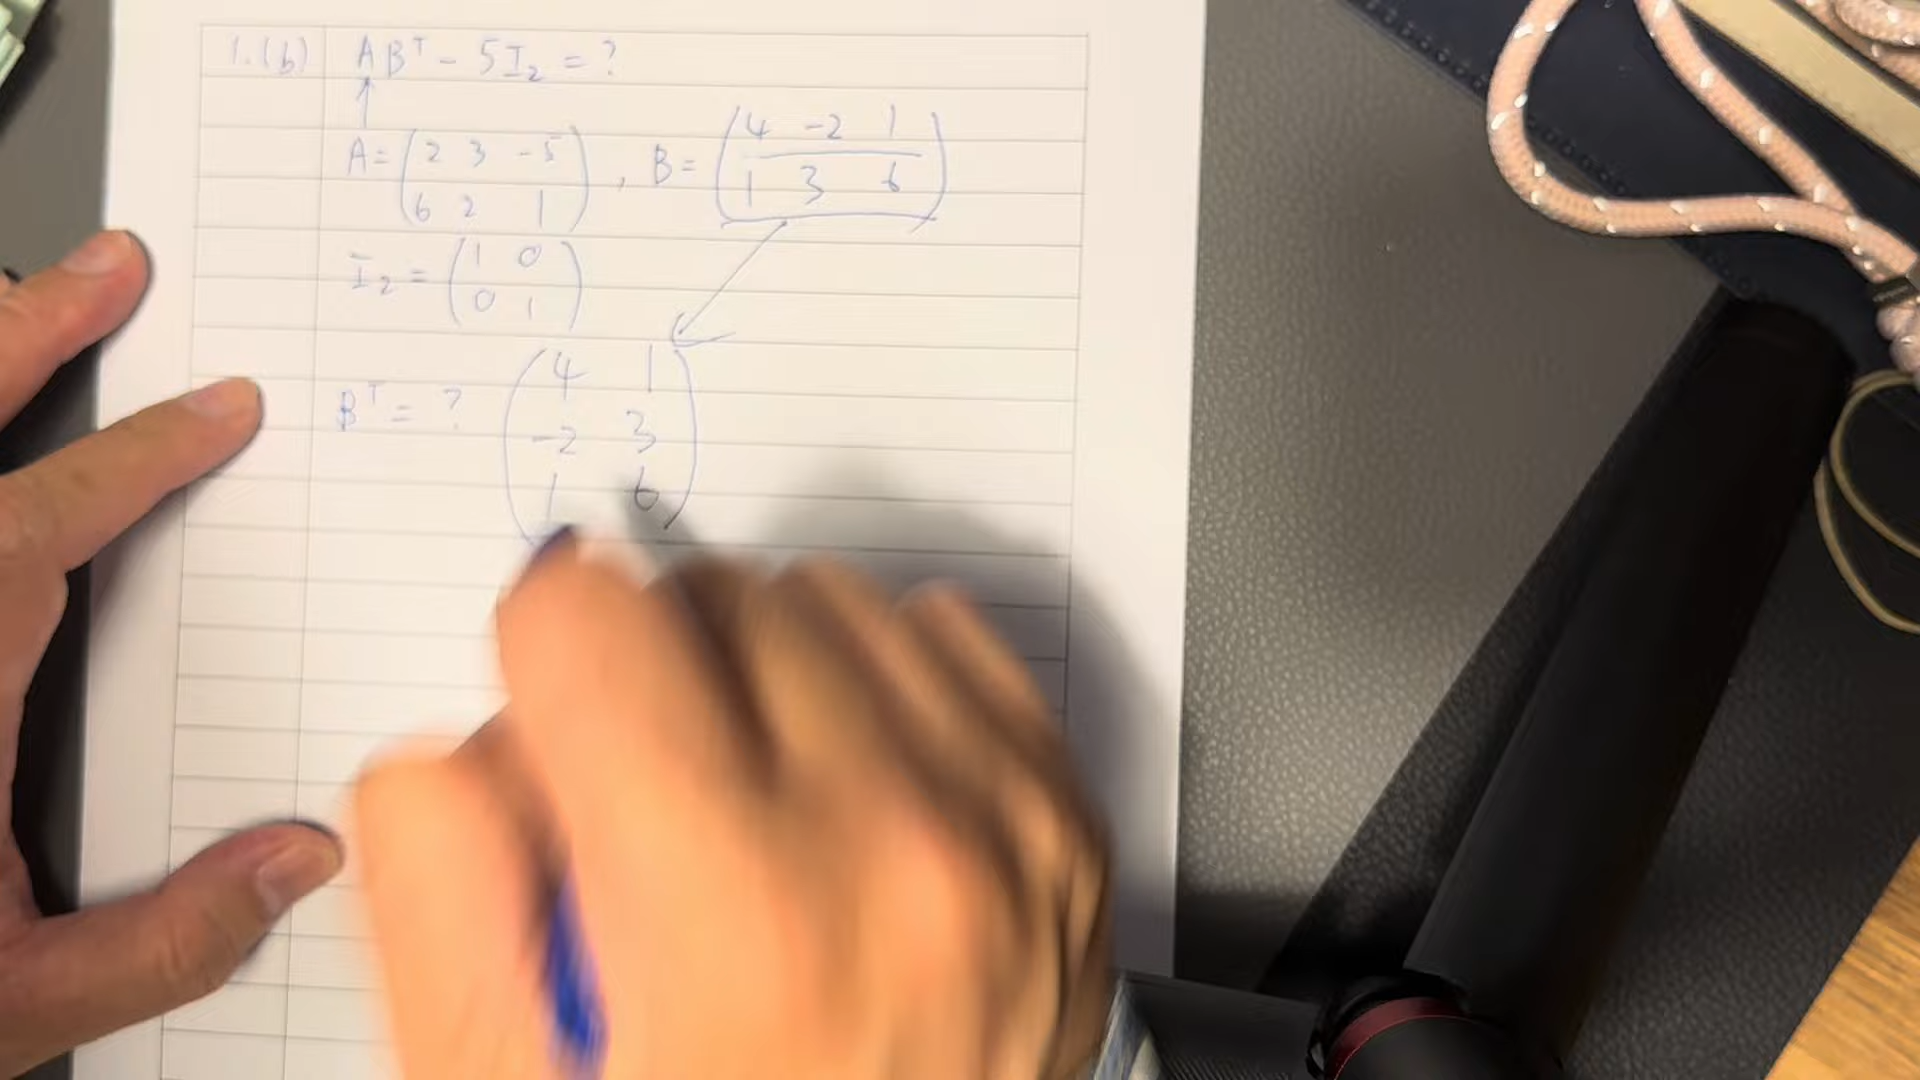 1.(b) ABᵀ - 5I₂ = ?
A = (2 3 -5
6 2 1), B = (4 -2 1
1 3 6)
I₂ = (1 0
0 1)
Bᵀ = ? (4 1
-2 3
1 6)